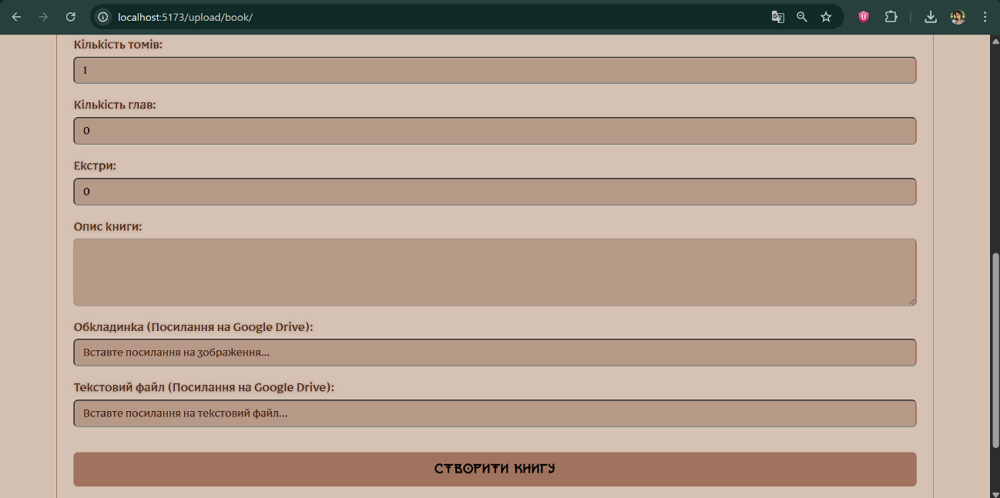 localhost:5173/upload/book/
Кількість томів:
1
Кількість глав:
0
Екстри:
0
Опис книги:
Обкладинка (Посилання на Google Drive):
Вставте посилання на зображення...
Текстовий файл (Посилання на Google Drive):
Вставте посилання на текстовий файл...
СТВОРИТИ КНИГУ